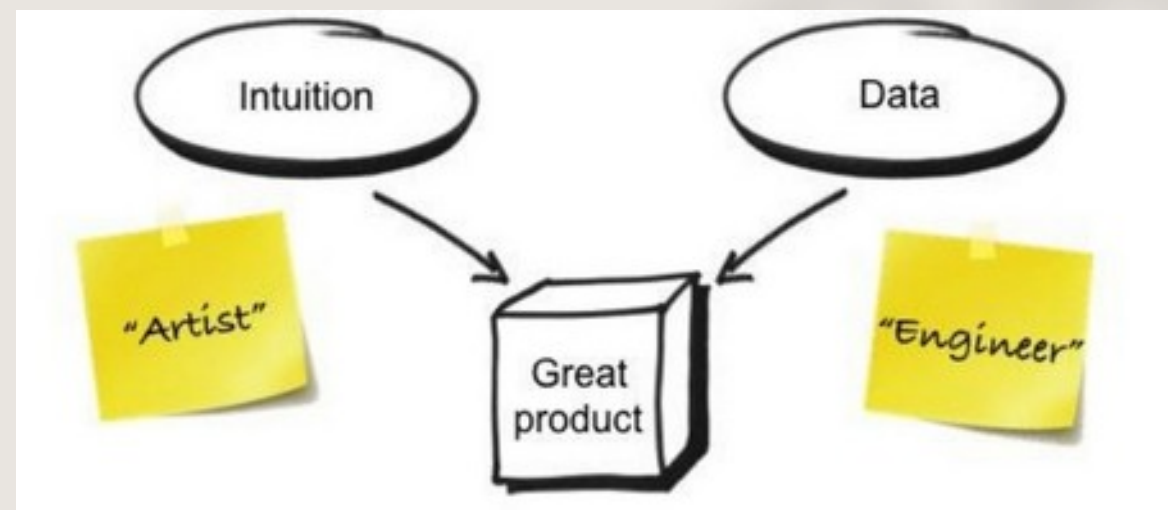 Intuition
Data
"Artist"
"Engineer"
Great
product